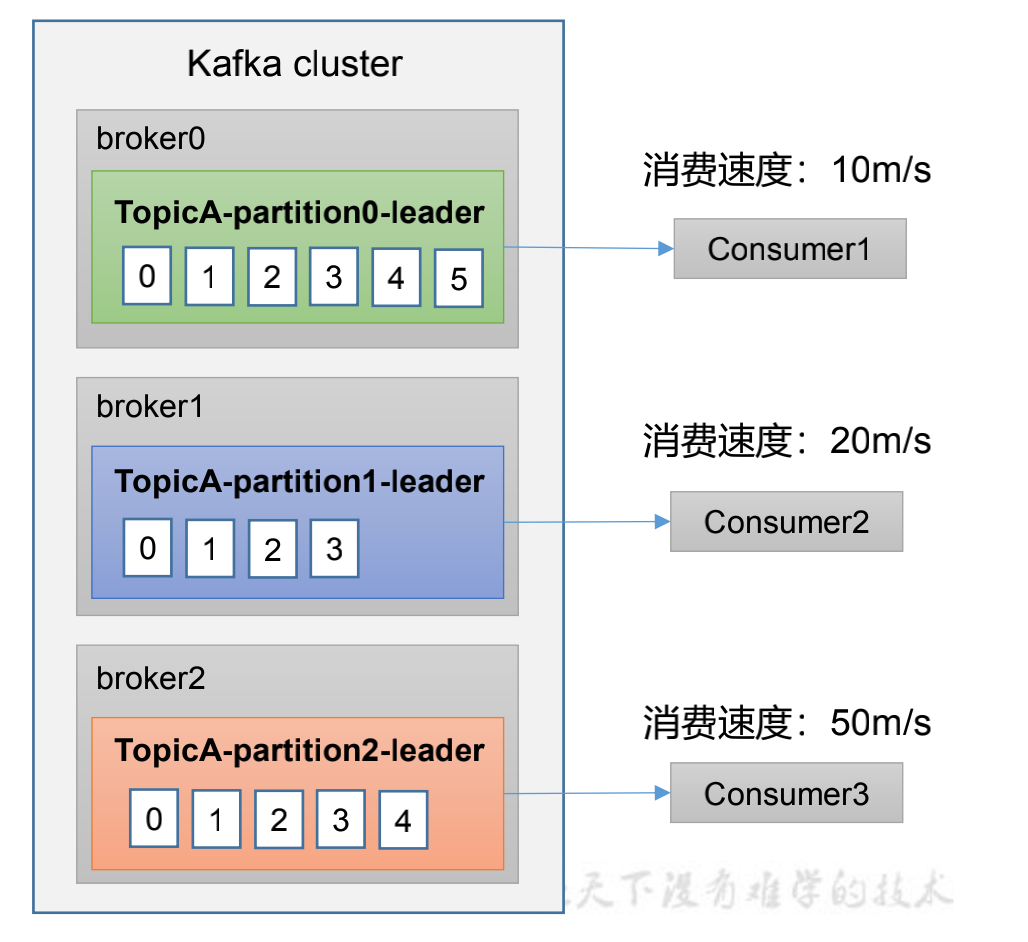 Kafka cluster
broker0
TopicA-partition0-leader
0 1 2 3 4 5
消费速度：10m/s
Consumer1
broker1
TopicA-partition1-leader
0 1 2 3
消费速度：20m/s
Consumer2
broker2
TopicA-partition2-leader
0 1 2 3 4
消费速度：50m/s
Consumer3
天下没有难学的技术